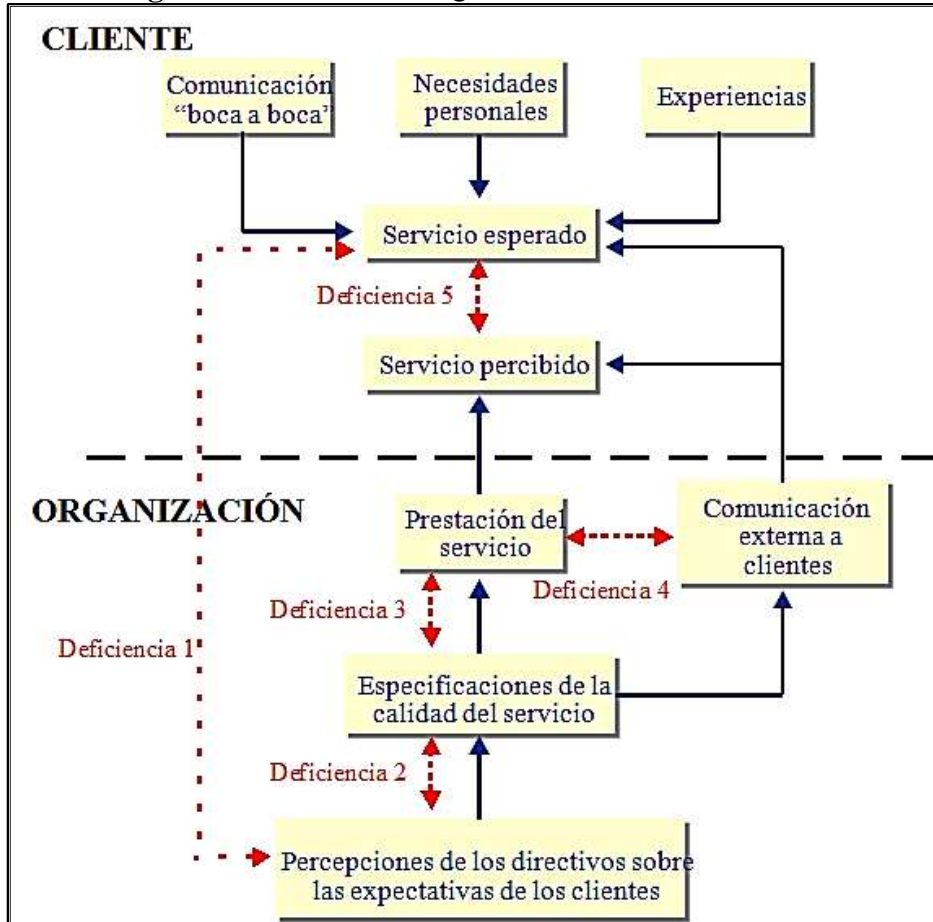 CLIENTE
Comunicación
“boca a boca”
Necesidades
personales
Experiencias
Servicio esperado
Deficiencia 5
Servicio percibido
ORGANIZACIÓN
Prestación del
servicio
Comunicación
externa a
clientes
Deficiencia 4
Deficiencia 3
Deficiencia 1
Especificaciones de la
calidad del servicio
Deficiencia 2
Percepciones de los directivos sobre
las expectativas de los clientes